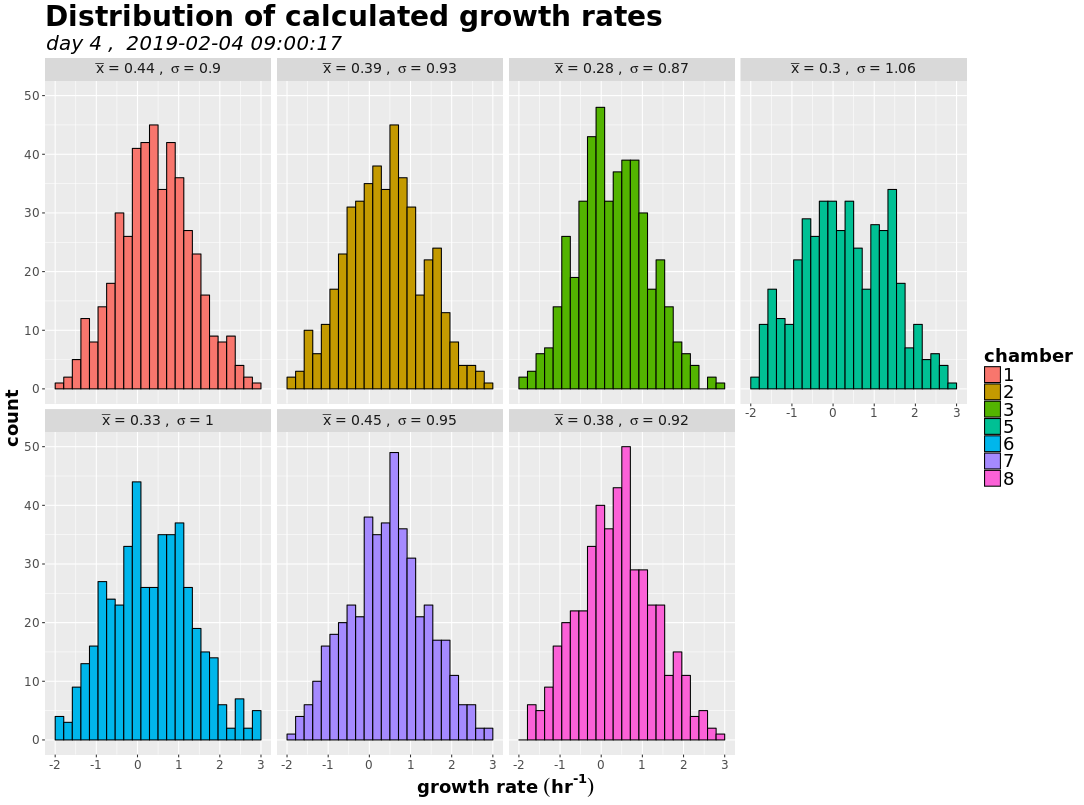 Distribution of calculated growth rates
day 4 ,  2019-02-04 09:00:17
x̅ = 0.44 ,  σ = 0.9
x̅ = 0.39 ,  σ = 0.93
x̅ = 0.28 ,  σ = 0.87
x̅ = 0.3 ,  σ = 1.06
50
40
30
20
10
0
-2 -1 0 1 2 3
x̅ = 0.33 ,  σ = 1
x̅ = 0.45 ,  σ = 0.95
x̅ = 0.38 ,  σ = 0.92
50
40
30
20
10
0
-2 -1 0 1 2 3
-2 -1 0 1 2 3
-2 -1 0 1 2 3
count
growth rate (hr⁻¹)
chamber
1
2
3
5
6
7
8